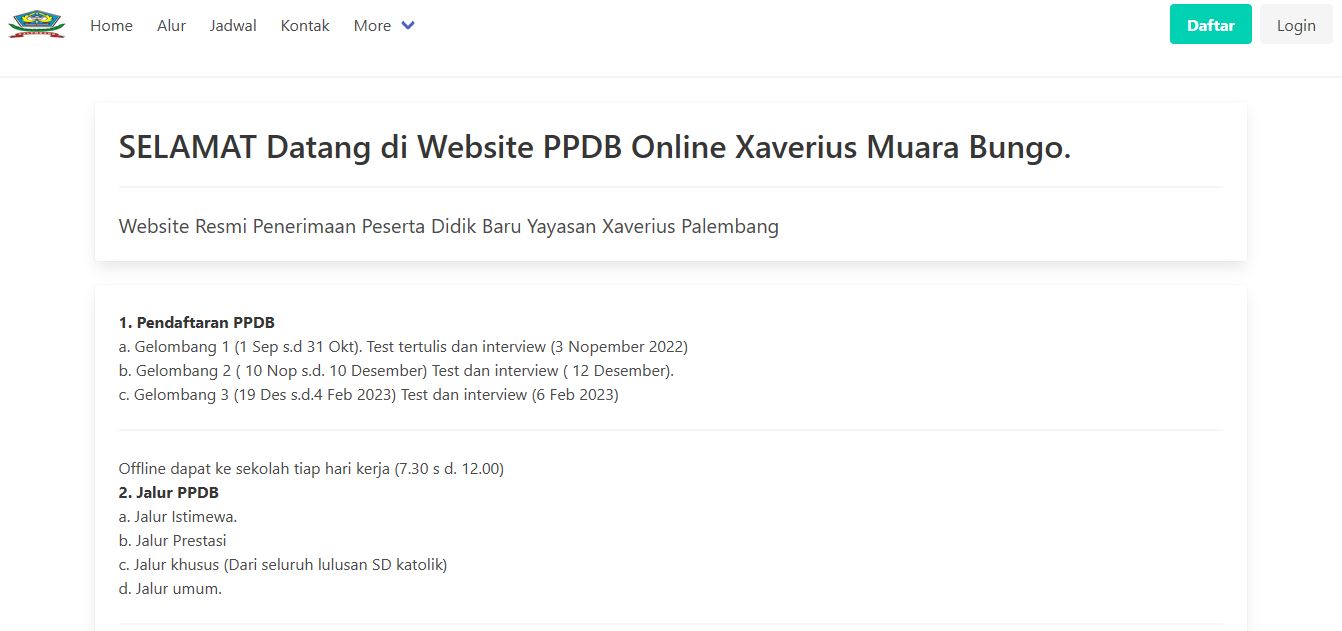 Home Alur Jadwal Kontak More Daftar Login
SELAMAT Datang di Website PPDB Online Xaverius Muara Bungo.
Website Resmi Penerimaan Peserta Didik Baru Yayasan Xaverius Palembang
1. Pendaftaran PPDB
a. Gelombang 1 (1 Sep s.d 31 Okt). Test tertulis dan interview (3 Nopember 2022)
b. Gelombang 2 ( 10 Nop s.d. 10 Desember) Test dan interview ( 12 Desember).
c. Gelombang 3 (19 Des s.d.4 Feb 2023) Test dan interview (6 Feb 2023)
Offline dapat ke sekolah tiap hari kerja (7.30 s d. 12.00)
2. Jalur PPDB
a. Jalur Istimewa.
b. Jalur Prestasi
c. Jalur khusus (Dari seluruh lulusan SD katolik)
d. Jalur umum.